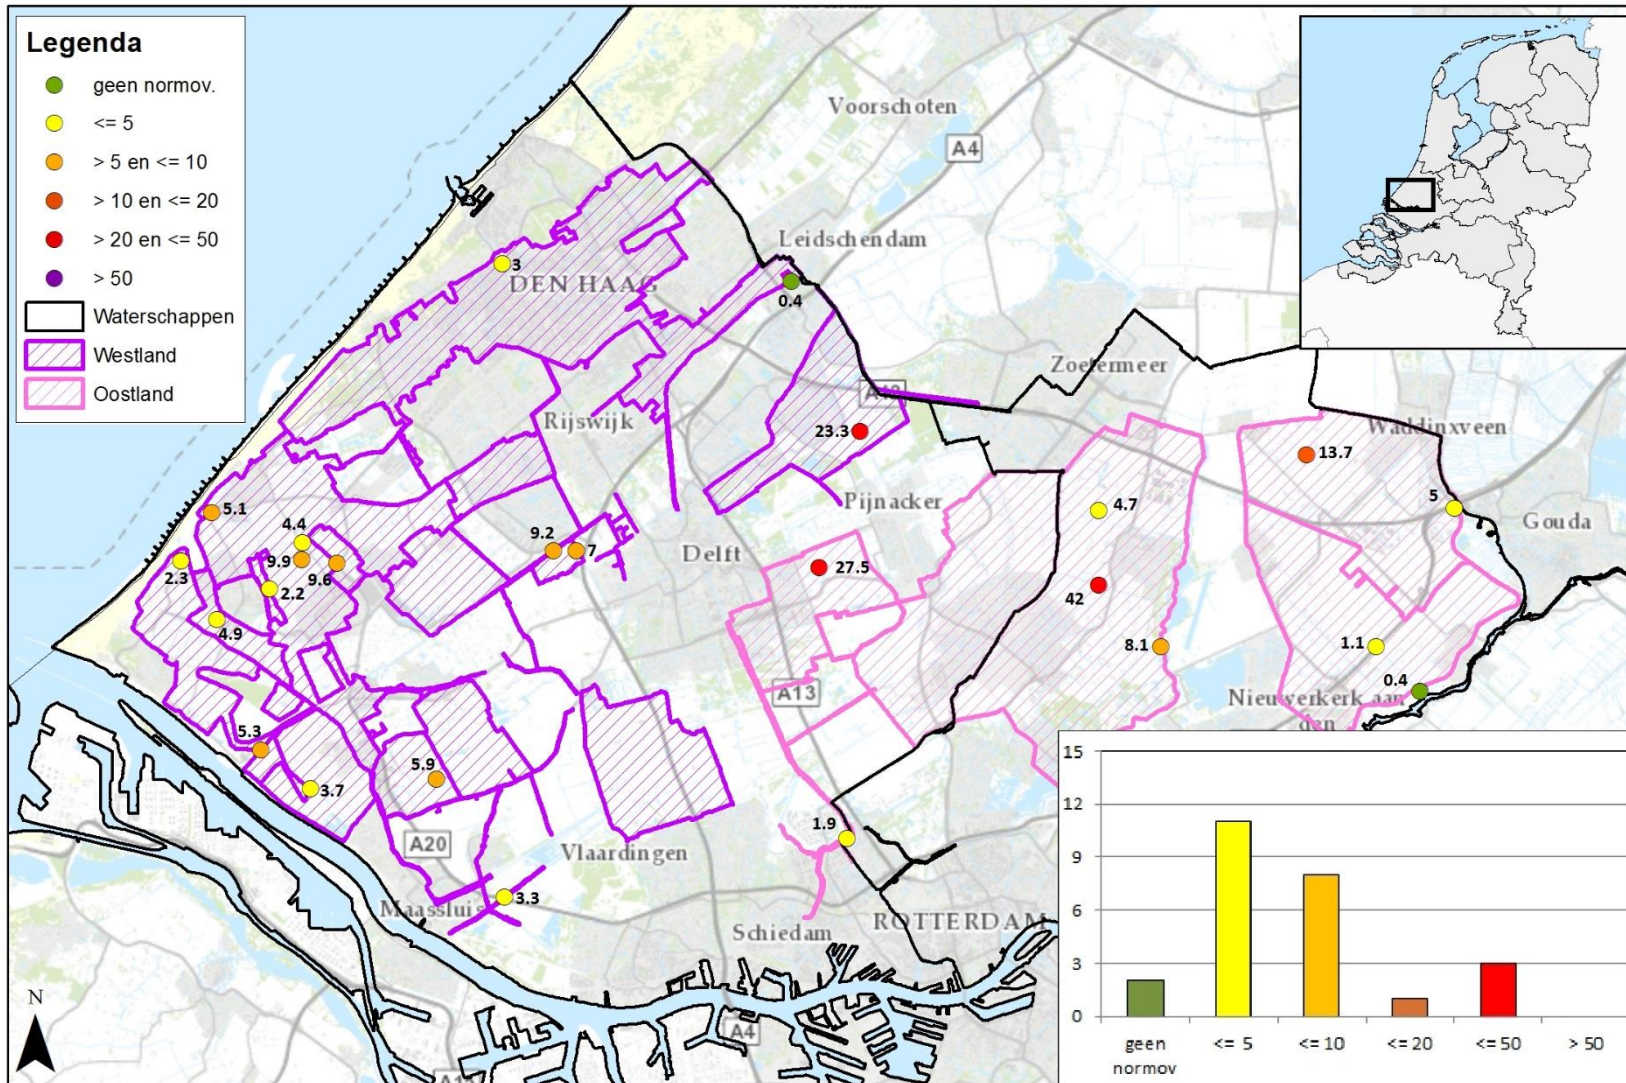 Legenda
geen normov.
<= 5
> 5 en <= 10
> 10 en <= 20
> 20 en <= 50
> 50
Waterschappen
Westland
Oostland
Voorschoten
A4
Leidschendam
3
DEN HAAG
0.4
Zoetermeer
Rijswijk
23.3
Waddinxveen
13.7
5.1
Pijnacker
4.7
5
Gouda
4.4
9.2
7
Delft
9.9
9.6
2.3
27.5
2.2
42
4.9
8.1
1.1
0.4
A13
Nieuwerkerk aan
den
5.3
5.9
3.7
1.9
A20
Vlaardingen
3.3
Maassluis
Schiedam
ROTTERDAM
A4
N
15
12
9
6
3
0
geen
normov
<= 5
<= 10
<= 20
<= 50
> 50